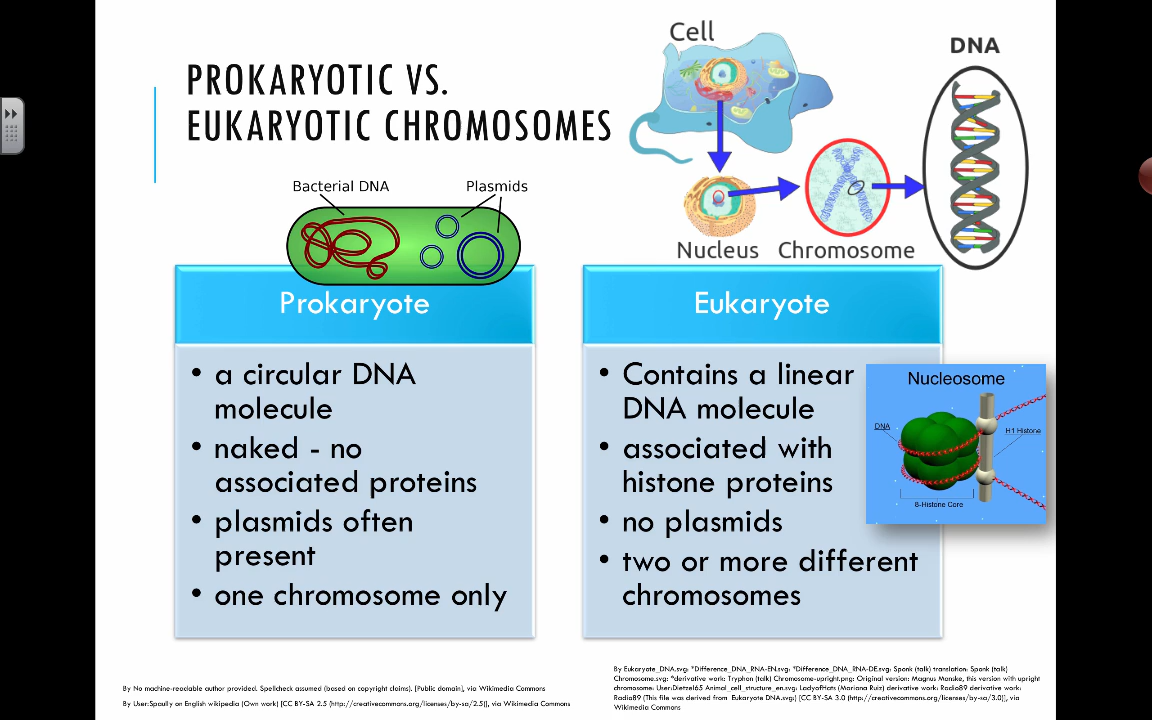 PROKARYOTIC VS.
EUKARYOTIC CHROMOSOMES
Cell
DNA
Nucleus
Chromosome
Bacterial DNA
Plasmids
Prokaryote
• a circular DNA
molecule
• naked - no
associated proteins
• plasmids often
present
• one chromosome only
Eukaryote
• Contains a linear
DNA molecule
• associated with
histone proteins
• no plasmids
• two or more different
chromosomes
Nucleosome
DNA
H1 Histone
8-Histone Core
By No machine-readable author provided. Spellcheck assumed (based on copyright claims). [Public domain], via Wikimedia Commons
By User:Spaully on English wikipedia (Own work) [CC BY-SA 2.5 (http://creativecommons.org/licenses/by-sa/2.5)], via Wikimedia Commons
By Eukaryote_DNA.svg: *Difference_DNA_RNA-EN.svg: *Difference_DNA_RNA-DE.svg: Sponk (talk) translation: Sponk (talk)
Chromosome.svg: *derivative work: Tryphon (talk) Chromosome-upright.png: Original version: Magnus Manske, this version with upright
chromosome: User:Dietzel65 Animal_cell_structure_en.svg: LadyofHats (Mariana Ruiz) derivative work: Radio89 derivative work:
Radio89 (This file was derived from Eukaryote DNA.svg) [CC BY-SA 3.0 (http://creativecommons.org/licenses/by-sa/3.0)], via
Wikimedia Commons